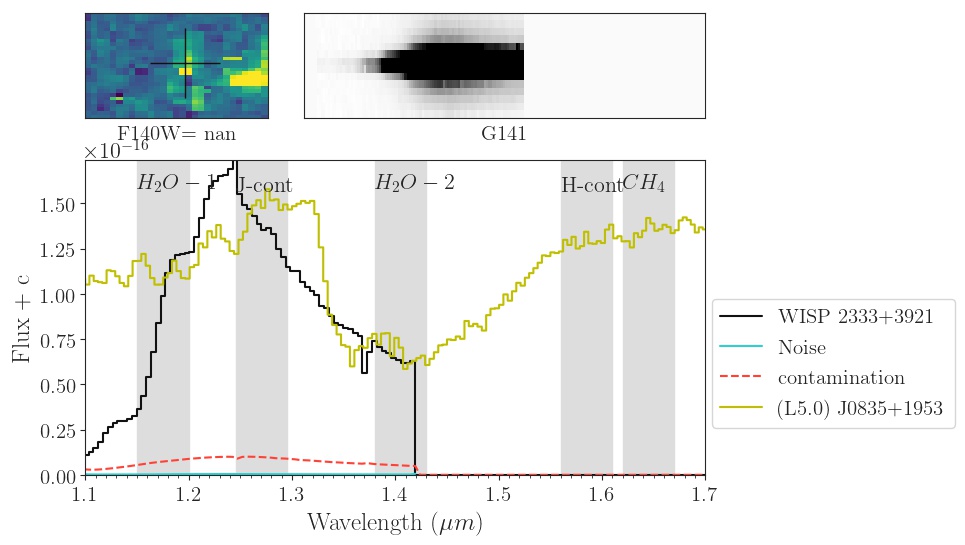 F140W= nan
G141
×10−16
H2O − 1
J-cont
H2O − 2
H-cont
CH4
1.50
1.25
1.00
0.75
0.50
0.25
0.00
Flux + c
1.1
1.2
1.3
1.4
1.5
1.6
1.7
Wavelength (μm)
WISP 2333+3921
Noise
contamination
(L5.0) J0835+1953